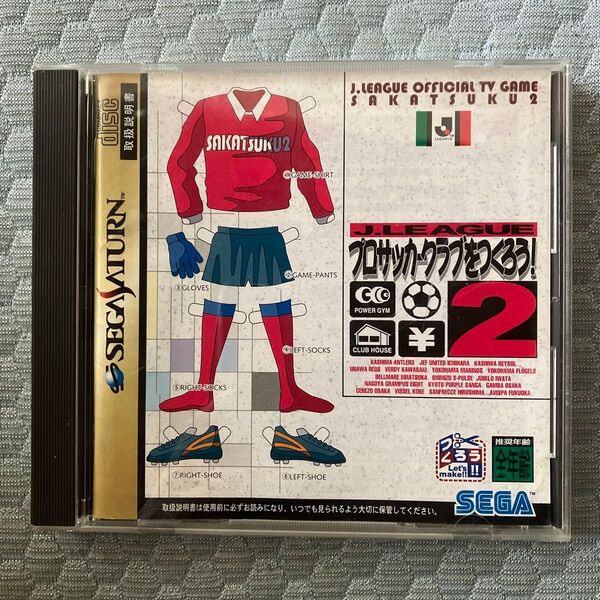 disc
取扱説明書
SEGA SATURN™
J.LEAGUE OFFICIAL TV GAME
SAKATSUKU2
J.LEAGUE
SAKATSUKU2
①GAME-SHIRT
②GAME-PANTS
③GLOVES
④LEFT-SOCKS
⑤RIGHT-SOCKS
⑥LEFT-SHOE
⑦RIGHT-SHOE
J.LEAGUE
プロサッカークラブをつくろう!
2
POWER GYM
CLUB HOUSE
¥
KASHIMA ANTLERS JEF UNITED ICHIHARA KASHIWA REYSOL
URAWA REDS VERDY KAWASAKI YOKOHAMA MARINOS YOKOHAMA FLÜGELS
BELLMARE HIRATSUKA SHIMIZU S-PULSE JUBILO IWATA
NAGOYA GRAMPUS EIGHT KYOTO PURPLE SANGA GAMBA OSAKA
CEREZO OSAKA VISSEL KOBE SANFRECCE HIROSHIMA AVISPA FUKUOKA
つくろう!!
Let's make!!
推奨年齢
全年齢
SEGA™
取扱説明書は使用前に必ずお読みになり、いつでも見られるよう大切に保管してください。